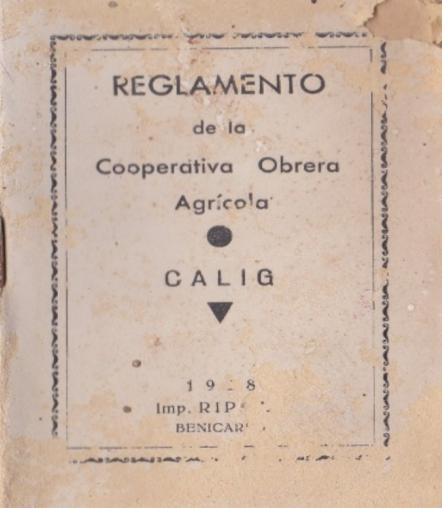 REGLAMENTO
de la
Cooperativa Obrera
Agrícola
CALIG
Imp.